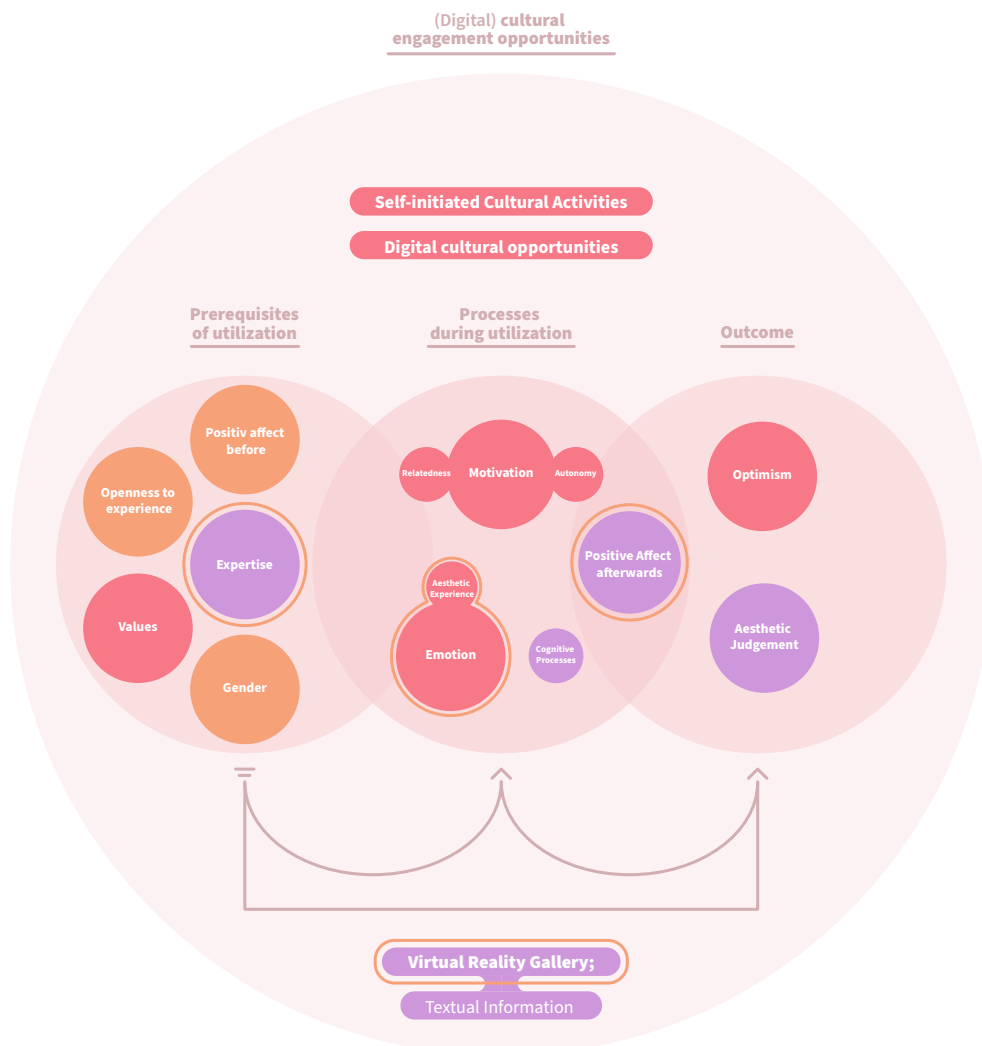 (Digital) cultural
engagement opportunities
Self-initiated Cultural Activities
Digital cultural opportunities
Prerequisites
of utilization
Processes
during utilization
Outcome
Positiv affect
before
Openness to
experience
Expertise
Values
Gender
Relatedness
Motivation
Autonomy
Aesthetic
Experience
Emotion
Cognitive
Processes
Positive Affect
afterwards
Optimism
Aesthetic
Judgement
Virtual Reality Gallery;
Textual Information